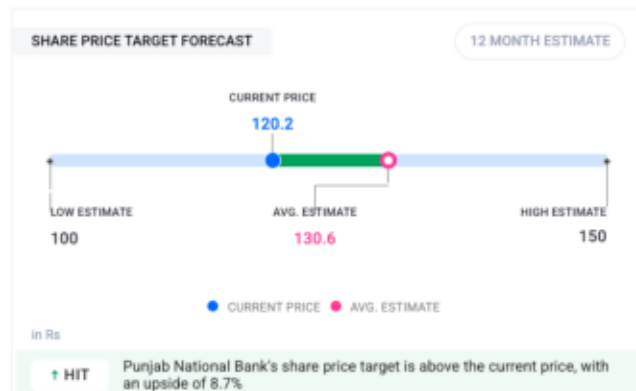 SHARE PRICE TARGET FORECAST
12 MONTH ESTIMATE
CURRENT PRICE
120.2
LOW ESTIMATE
AVG. ESTIMATE
HIGH ESTIMATE
100
130.6
150
CURRENT PRICE
AVG. ESTIMATE
in Rs
↑ HIT
Punjab National Bank's share price target is above the current price, with
an upside of 8.7%